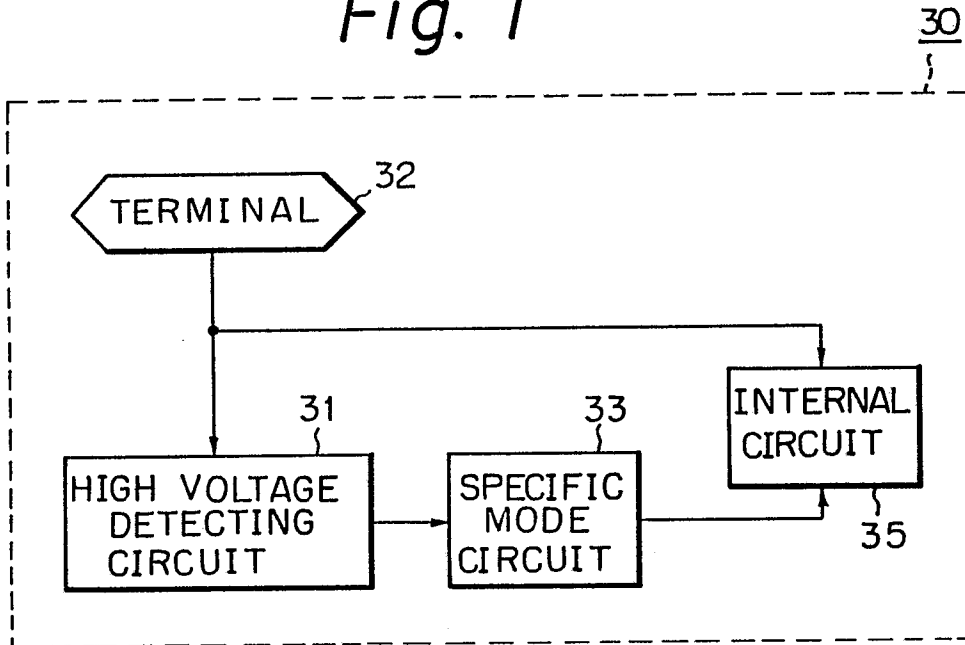 Fig. 1
30
32
TERMINAL
31
33
INTERNAL
CIRCUIT
HIGH VOLTAGE
DETECTING
CIRCUIT
SPECIFIC
MODE
CIRCUIT
35